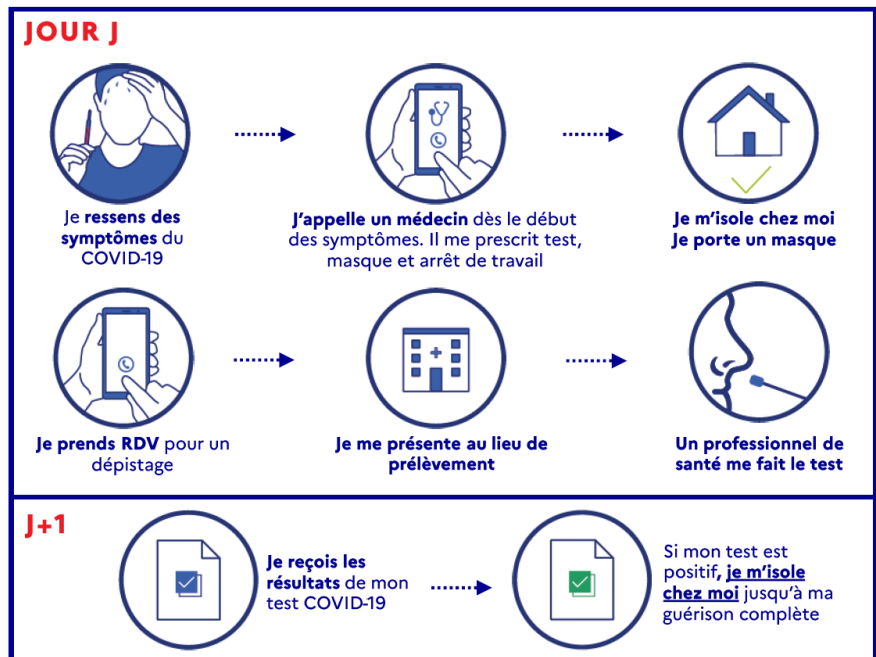 JOUR J
Je ressens des
symptômes du
COVID-19
J'appelle un médecin dès le début
des symptômes. Il me prescrit test,
masque et arrêt de travail
Je m'isole chez moi
Je porte un masque
Je prends RDV pour un
dépistage
Je me présente au lieu de
prélèvement
Un professionnel de
santé me fait le test
J+1
Je reçois les
résultats de mon
test COVID-19
Si mon test est
positif, je m'isole
chez moi jusqu'à ma
guérison complète